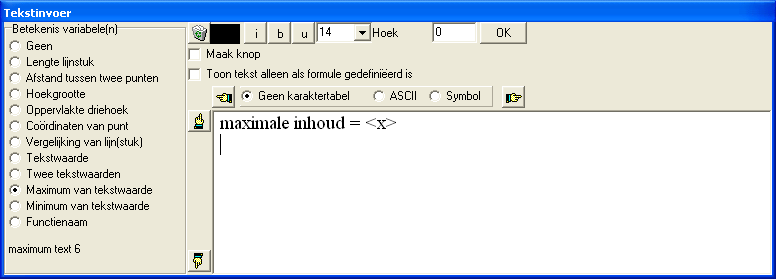 Tekstinvoer
Betekenis variabele(n)
Geen
Lengte lijnstuk
Afstand tussen twee punten
Hoekgrootte
Oppervlakte driehoek
Coördinaten van punt
Vergelijking van lijn(stuk)
Tekstwaarde
Twee tekstwaarden
Maximum van tekstwaarde
Minimum van tekstwaarde
Functienaam
maximum text 6
i b u 14 Hoek 0 OK
Maak knop
Toon tekst alleen als formule gedefiniëerd is
Geen karaktertabel ASCII Symbol
maximale inhoud = <x>